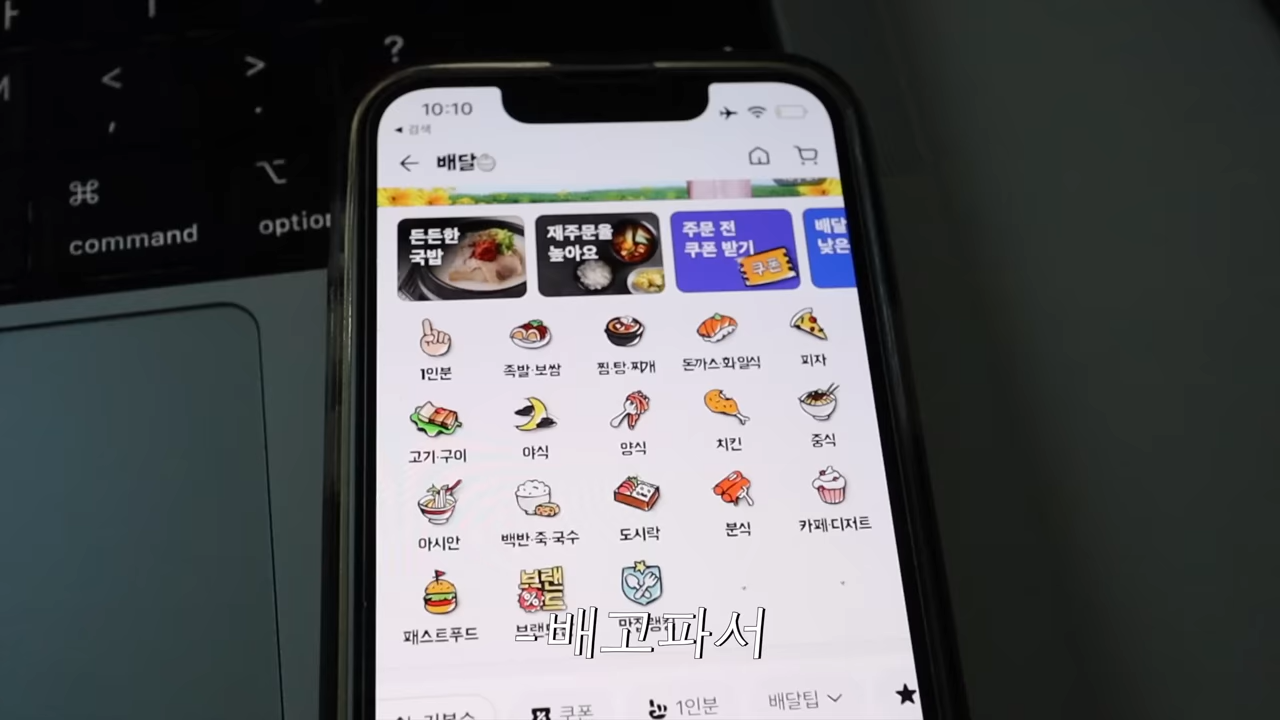 ?
<
>
M
,
.
⌘
⌥
command
option
10:10
◀ 검색
← 배달
든든한
국밥
재주문율
높아요
주문 전
쿠폰 받기
쿠폰
배달
낮은
1인분
족발·보쌈
찜·탕·찌개
돈까스·회·일식
피자
고기·구이
야식
양식
치킨
중식
아시안
백반·죽·국수
도시락
분식
카페·디저트
브랜
드
%
패스트푸드
-배고파서
쿠폰
1인분
배달팁